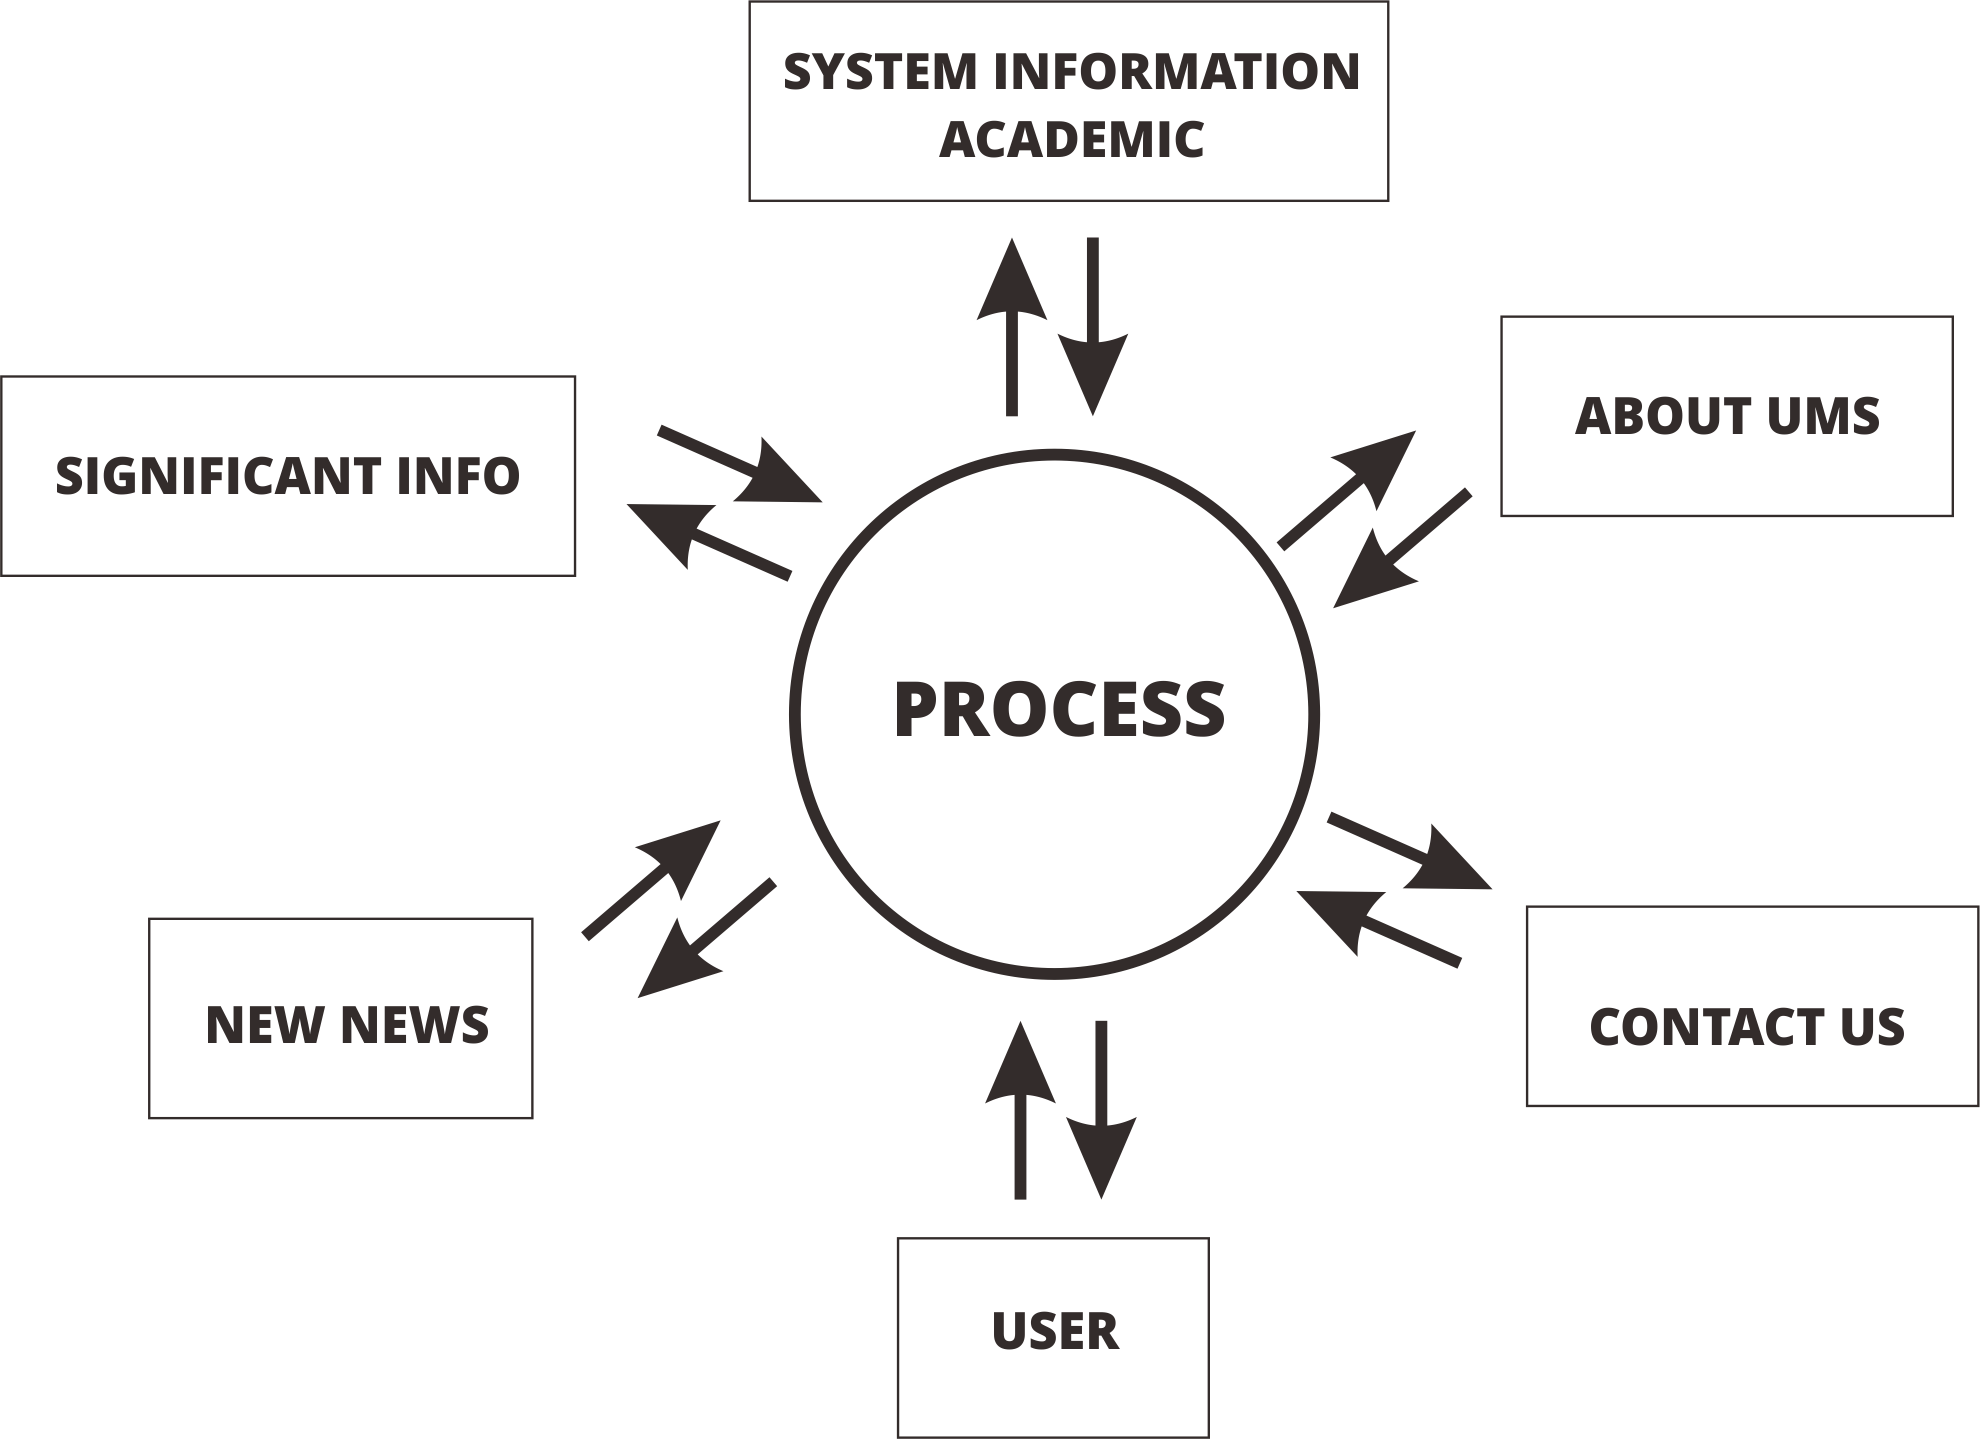 SYSTEM INFORMATION
ACADEMIC
ABOUT UMS
SIGNIFICANT INFO
PROCESS
NEW NEWS
CONTACT US
USER